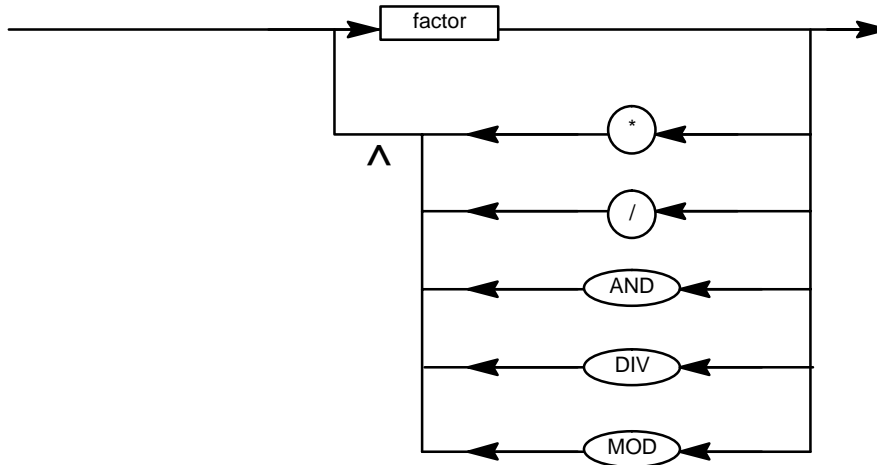 factor
*
^
/
AND
DIV
MOD